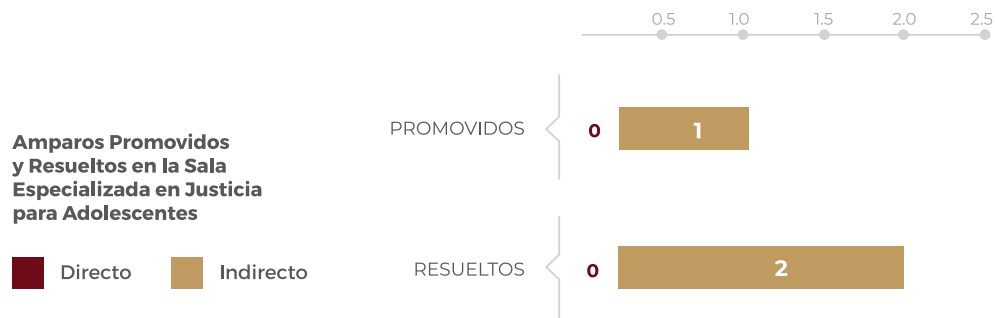 0.5 1.0 1.5 2.0 2.5
PROMOVIDOS 0 1
Amparos Promovidos
y Resueltos en la Sala
Especializada en Justicia
para Adolescentes
Directo Indirecto
RESUELTOS 0 2